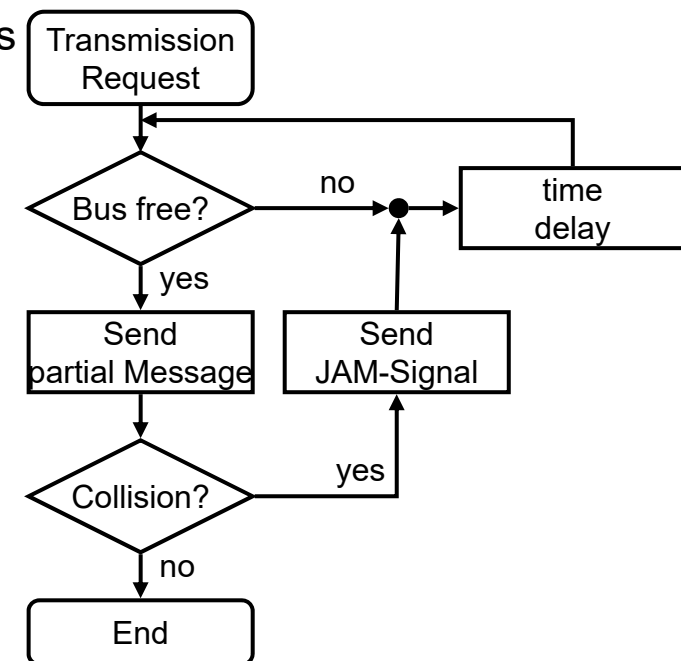 S
Transmission
Request
Bus free?
no
time
delay
yes
Send
partial Message
Send
JAM-Signal
Collision?
yes
no
End